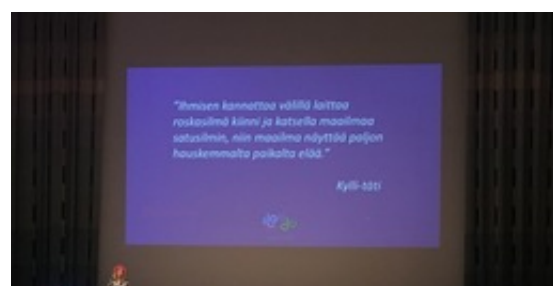 "Ihmisen kannattaa välillä laittaa
roskasilmä kiinni ja katsella maailmaa
satusilmin, niin maailma näyttää paljon
hauskemmalta paikalta elää."
Kylli-täti